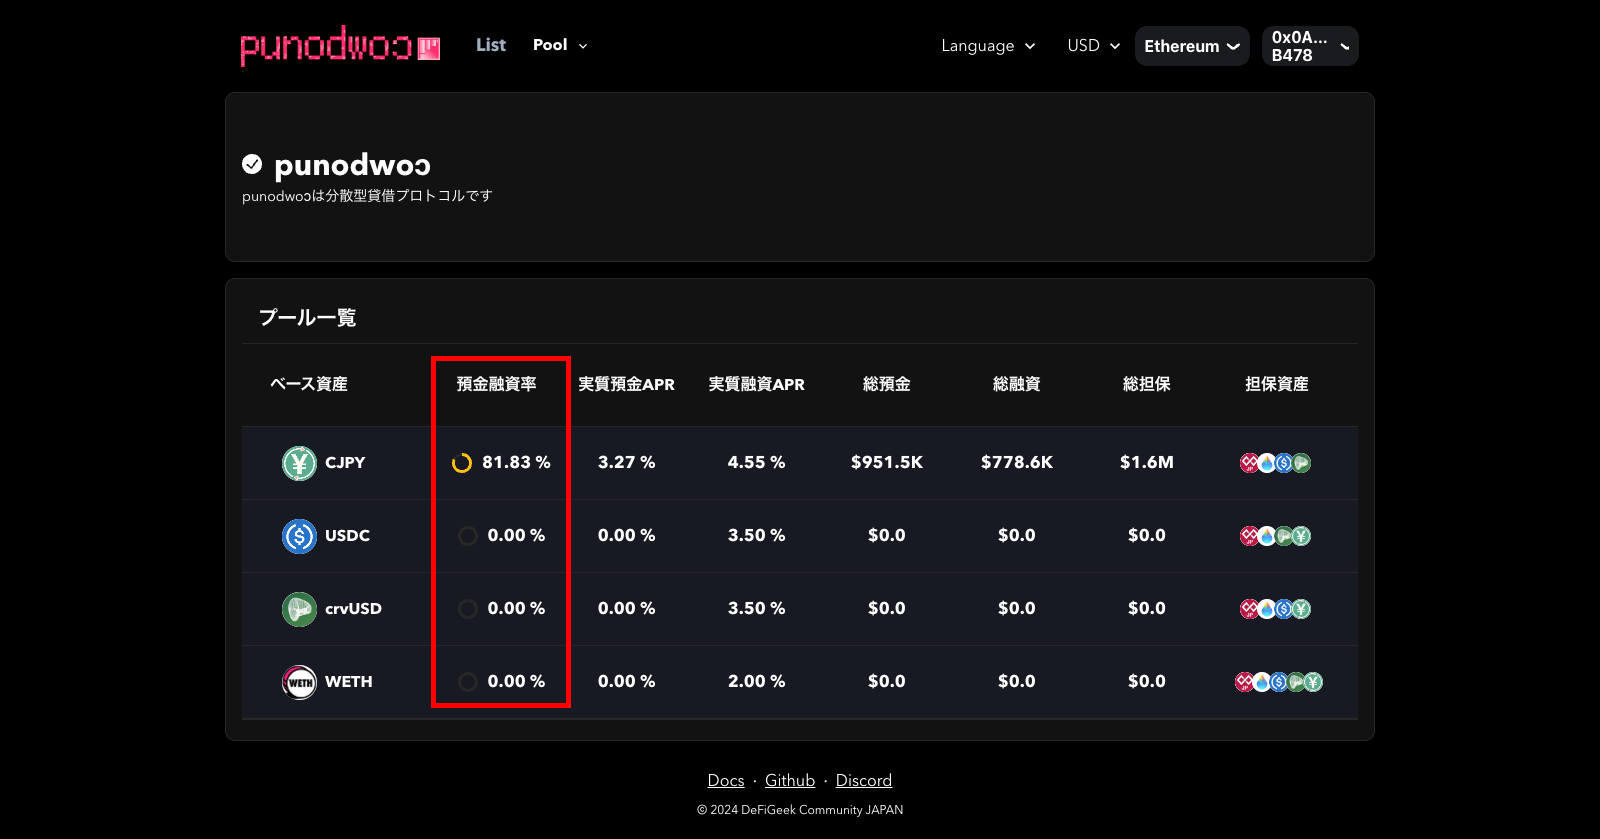 punodwoɔ List Pool Language USD Ethereum 0x0A... B478
punodwoɔ
punodwoɔは分散型貸借プロトコルです
プール一覧
ベース資産 預金融資率 実質預金APR 実質融資APR 総預金 総融資 総担保 担保資産
CJPY 81.83 % 3.27 % 4.55 % $951.5K $778.6K $1.6M
USDC 0.00 % 0.00 % 3.50 % $0.0 $0.0 $0.0
crvUSD 0.00 % 0.00 % 3.50 % $0.0 $0.0 $0.0
WETH WETH 0.00 % 0.00 % 2.00 % $0.0 $0.0 $0.0
Docs · Github · Discord
© 2024 DeFiGeek Community JAPAN